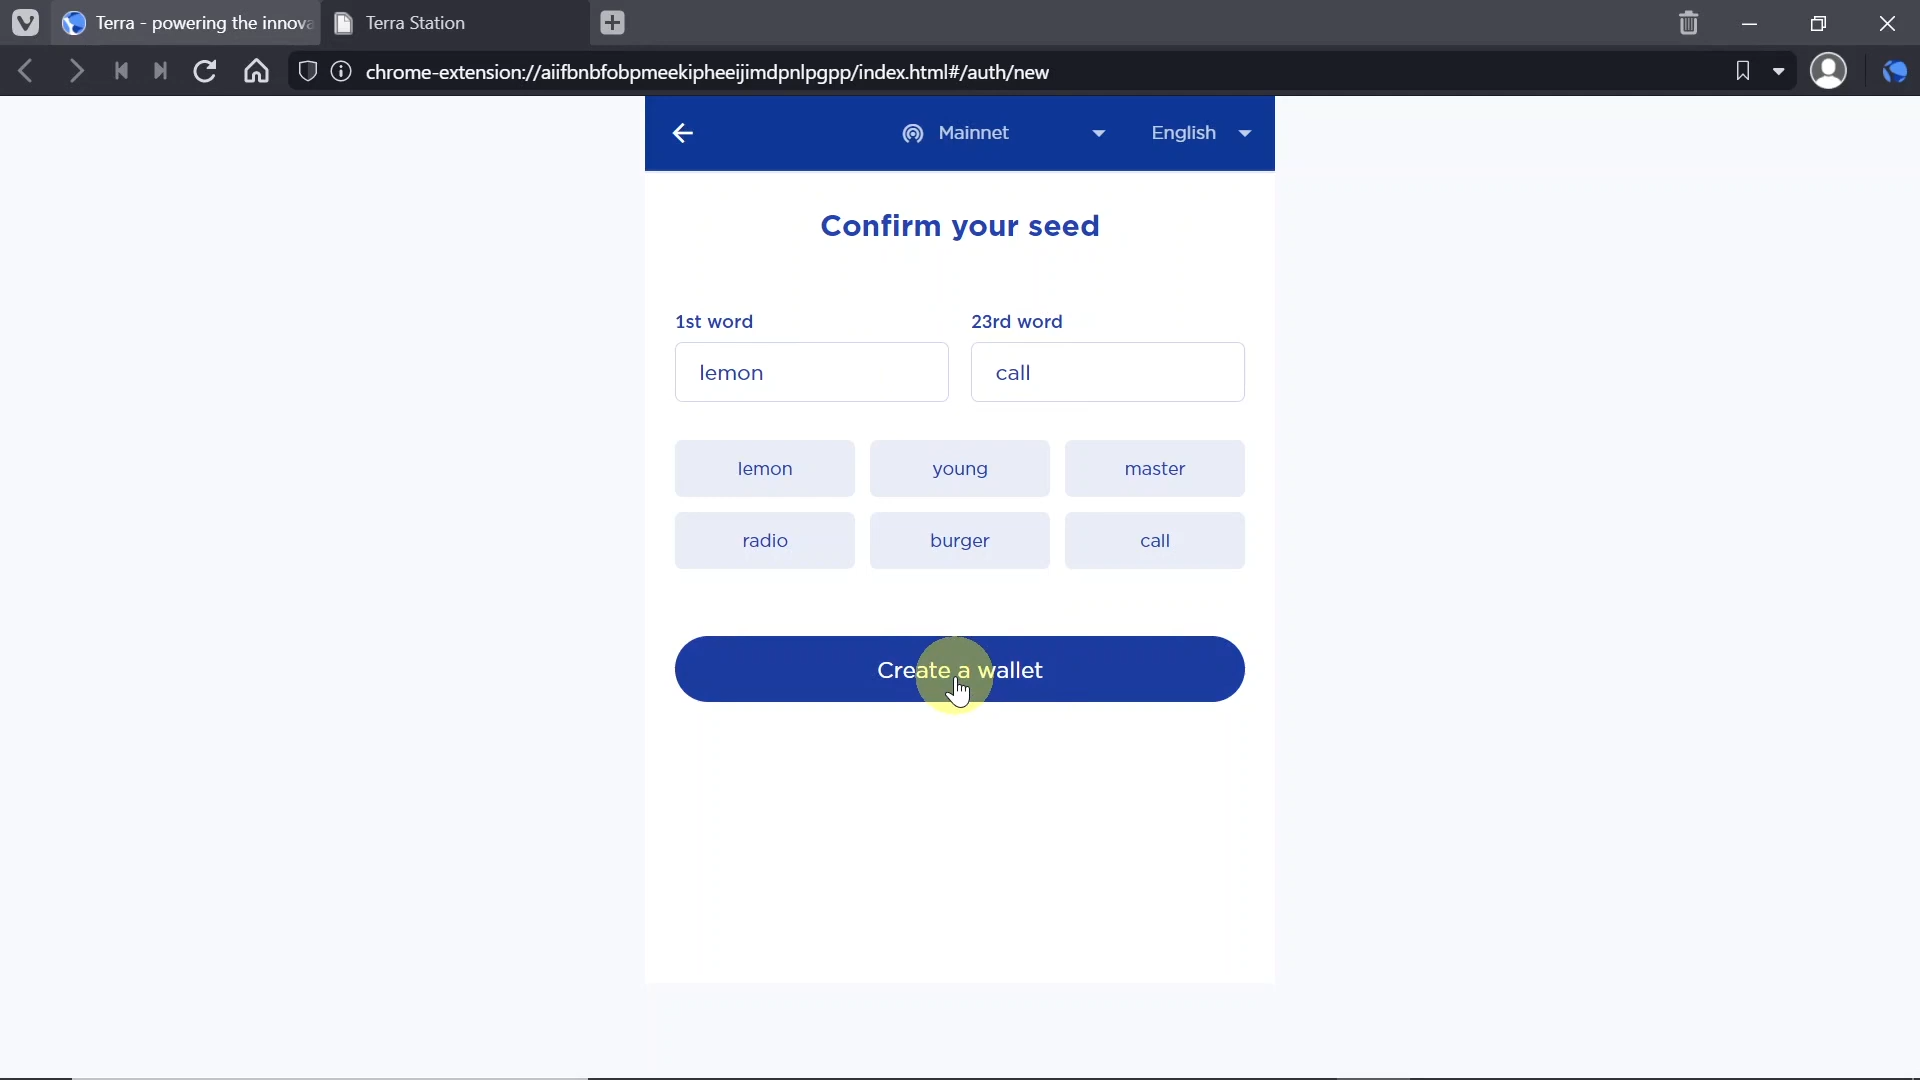 Terra - powering the innova
Terra Station
chrome-extension://aiifbnbfobpmeekipheeijimdpnlpgpp/index.html#/auth/new
Mainnet
English
Confirm your seed
1st word
23rd word
lemon
call
lemon
young
master
radio
burger
call
Create a wallet